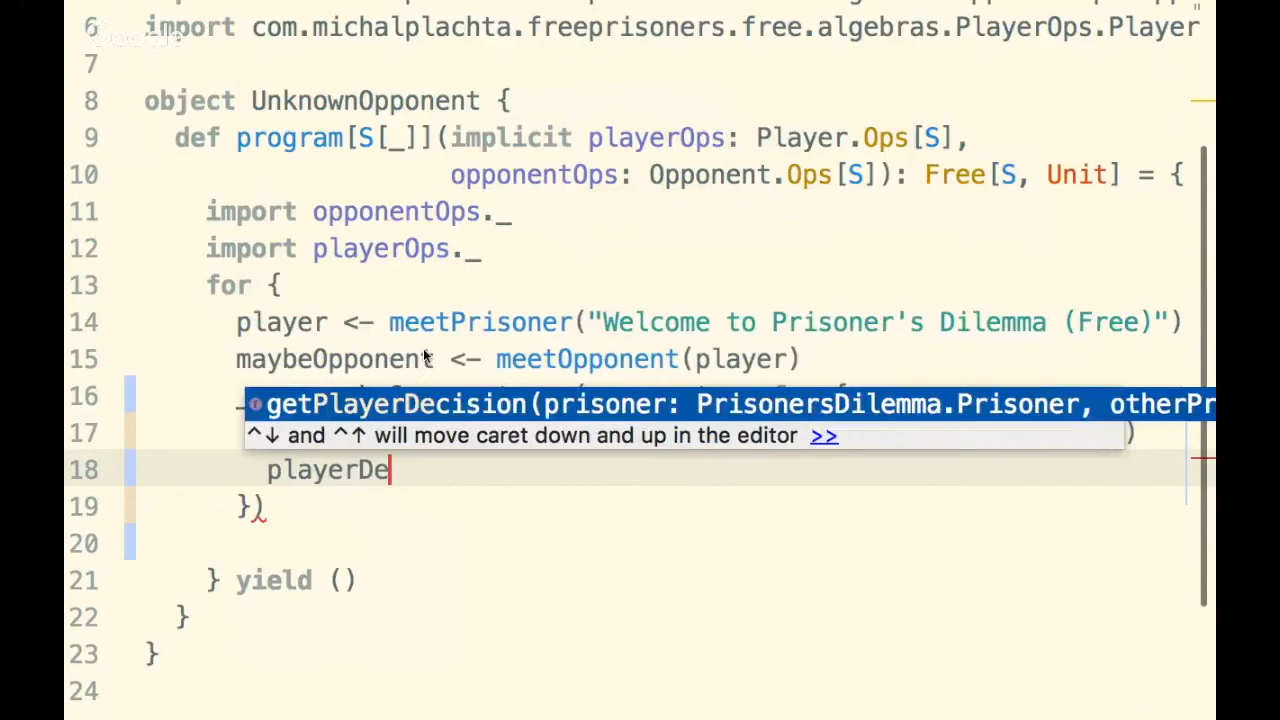 6 import com.michalplachta.freeprisoners.free.algebras.PlayerOps.Player
Google
7
8 object UnknownOpponent {
9 def program[S[_]](implicit playerOps: Player.Ops[S],
10 opponentOps: Opponent.Ops[S]): Free[S, Unit] = {
11 import opponentOps._
12 import playerOps._
13 for {
14 player <- meetPrisoner("Welcome to Prisoner's Dilemma (Free)")
15 maybeOpponent <- meetOpponent(player)
16
getPlayerDecision(prisoner: PrisonersDilemma.Prisoner, otherPr
17 )
^↓ and ^↑ will move caret down and up in the editor >>
18 playerDe
19 })
20
21 } yield ()
22 }
23 }
24